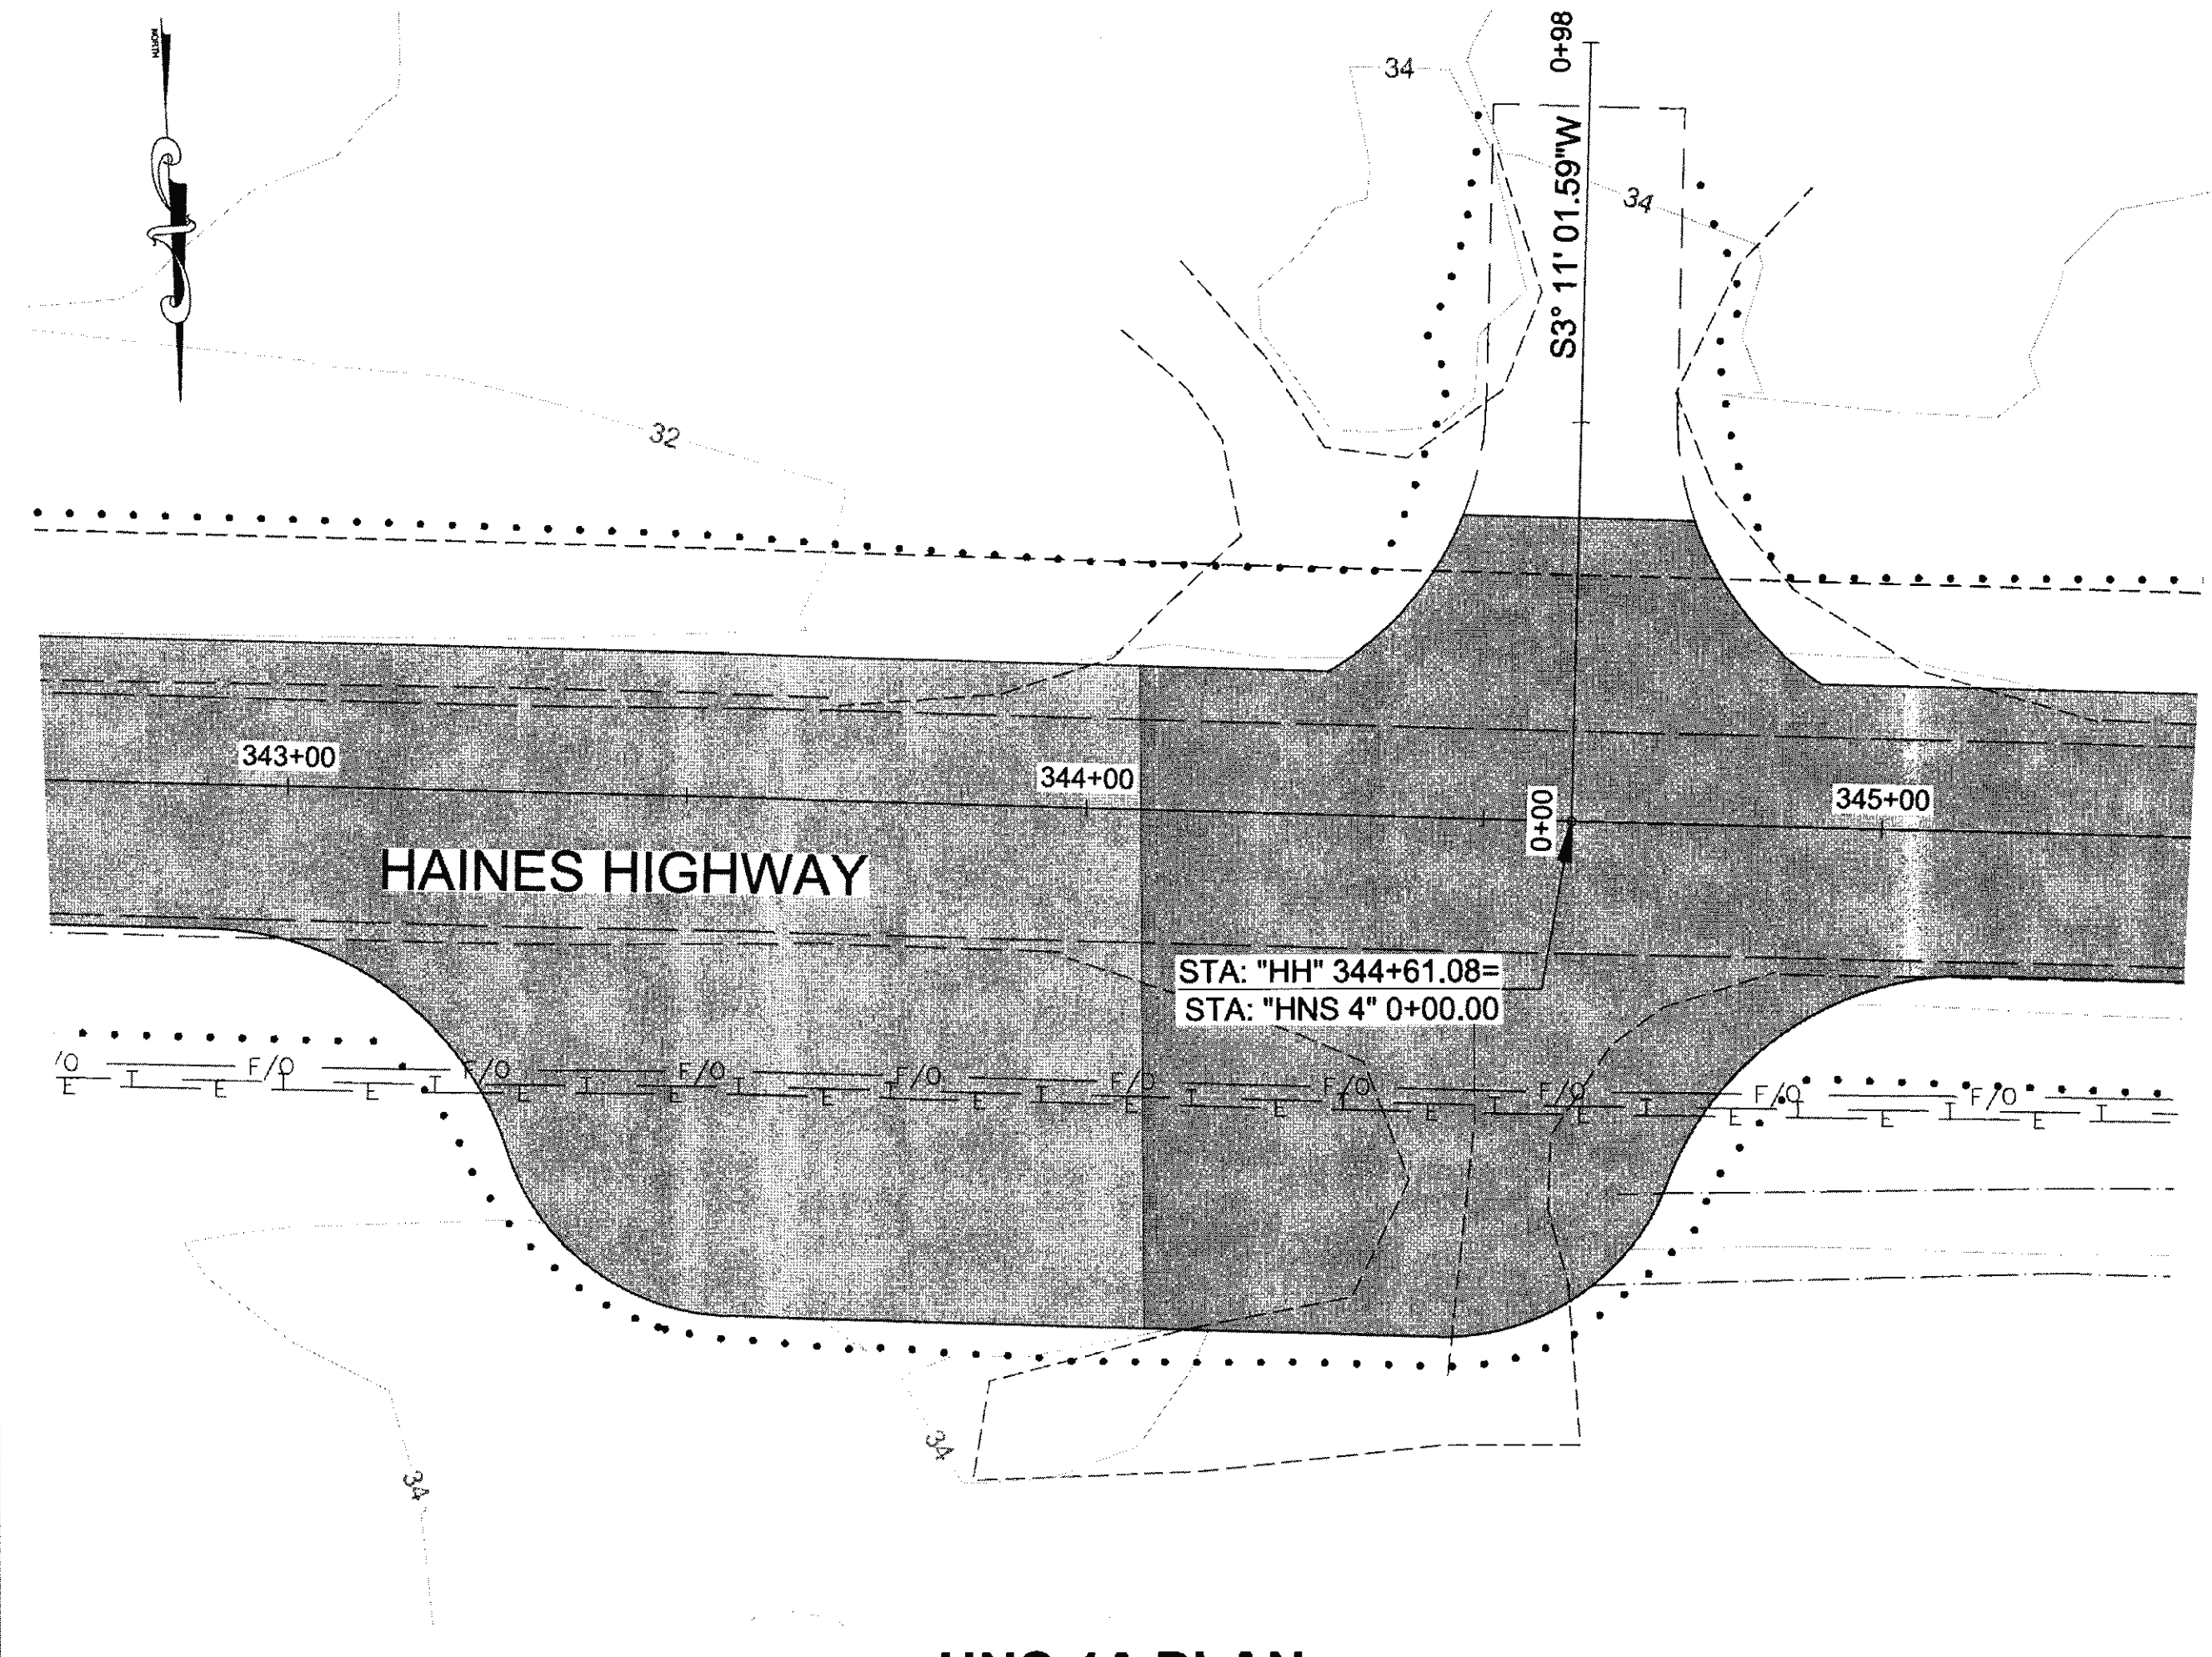 NORTH
0+98
34
S3° 11' 01.59"W
34
32
343+00
344+00
0+00
345+00
HAINES HIGHWAY
STA: "HH" 344+61.08=
STA: "HNS 4" 0+00.00
/O F/O F/O F/O F/O F/O F/O F/O F/O F/O
E T E T E T E T E T E T E T E T E T E T E T E T E T E T
34
34